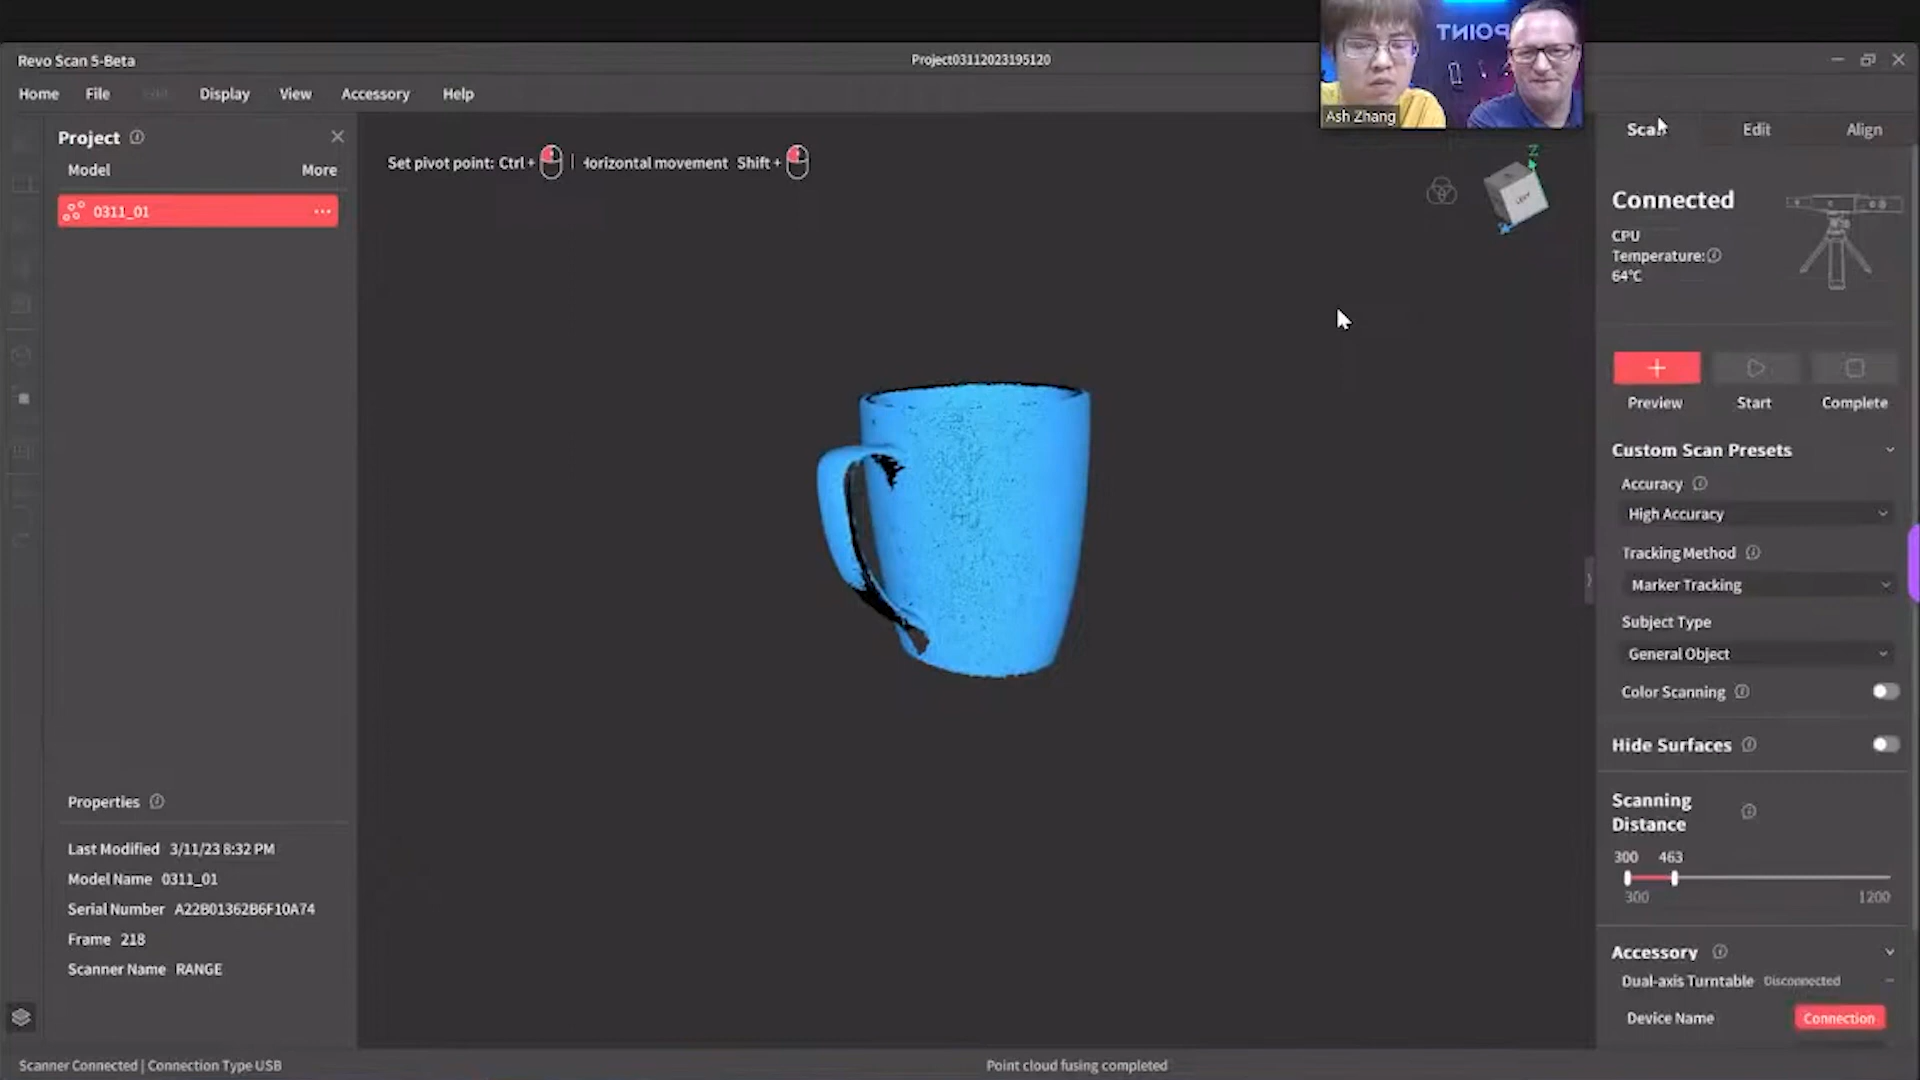 Revo Scan 5-Beta
Project03112023195120
TNIOP
Ash Zhang
Home File Display View Accessory Help
Project
Model More
0311_01
Set pivot point: Ctrl + | Horizontal movement Shift +
Z
LEFT
Properties
Last Modified 3/11/23 8:32 PM
Model Name 0311_01
Serial Number A22B01362B6F10A74
Frame 218
Scanner Name RANGE
Scan Edit Align
Connected
CPU
Temperature:
64°C
Preview Start Complete
Custom Scan Presets
Accuracy
High Accuracy
Tracking Method
Marker Tracking
Subject Type
General Object
Color Scanning
Hide Surfaces
Scanning
Distance
300 463
300 1200
Accessory
Dual-axis Turntable Disconnected
Device Name Connection
Scanner Connected | Connection Type USB
Point cloud fusing completed